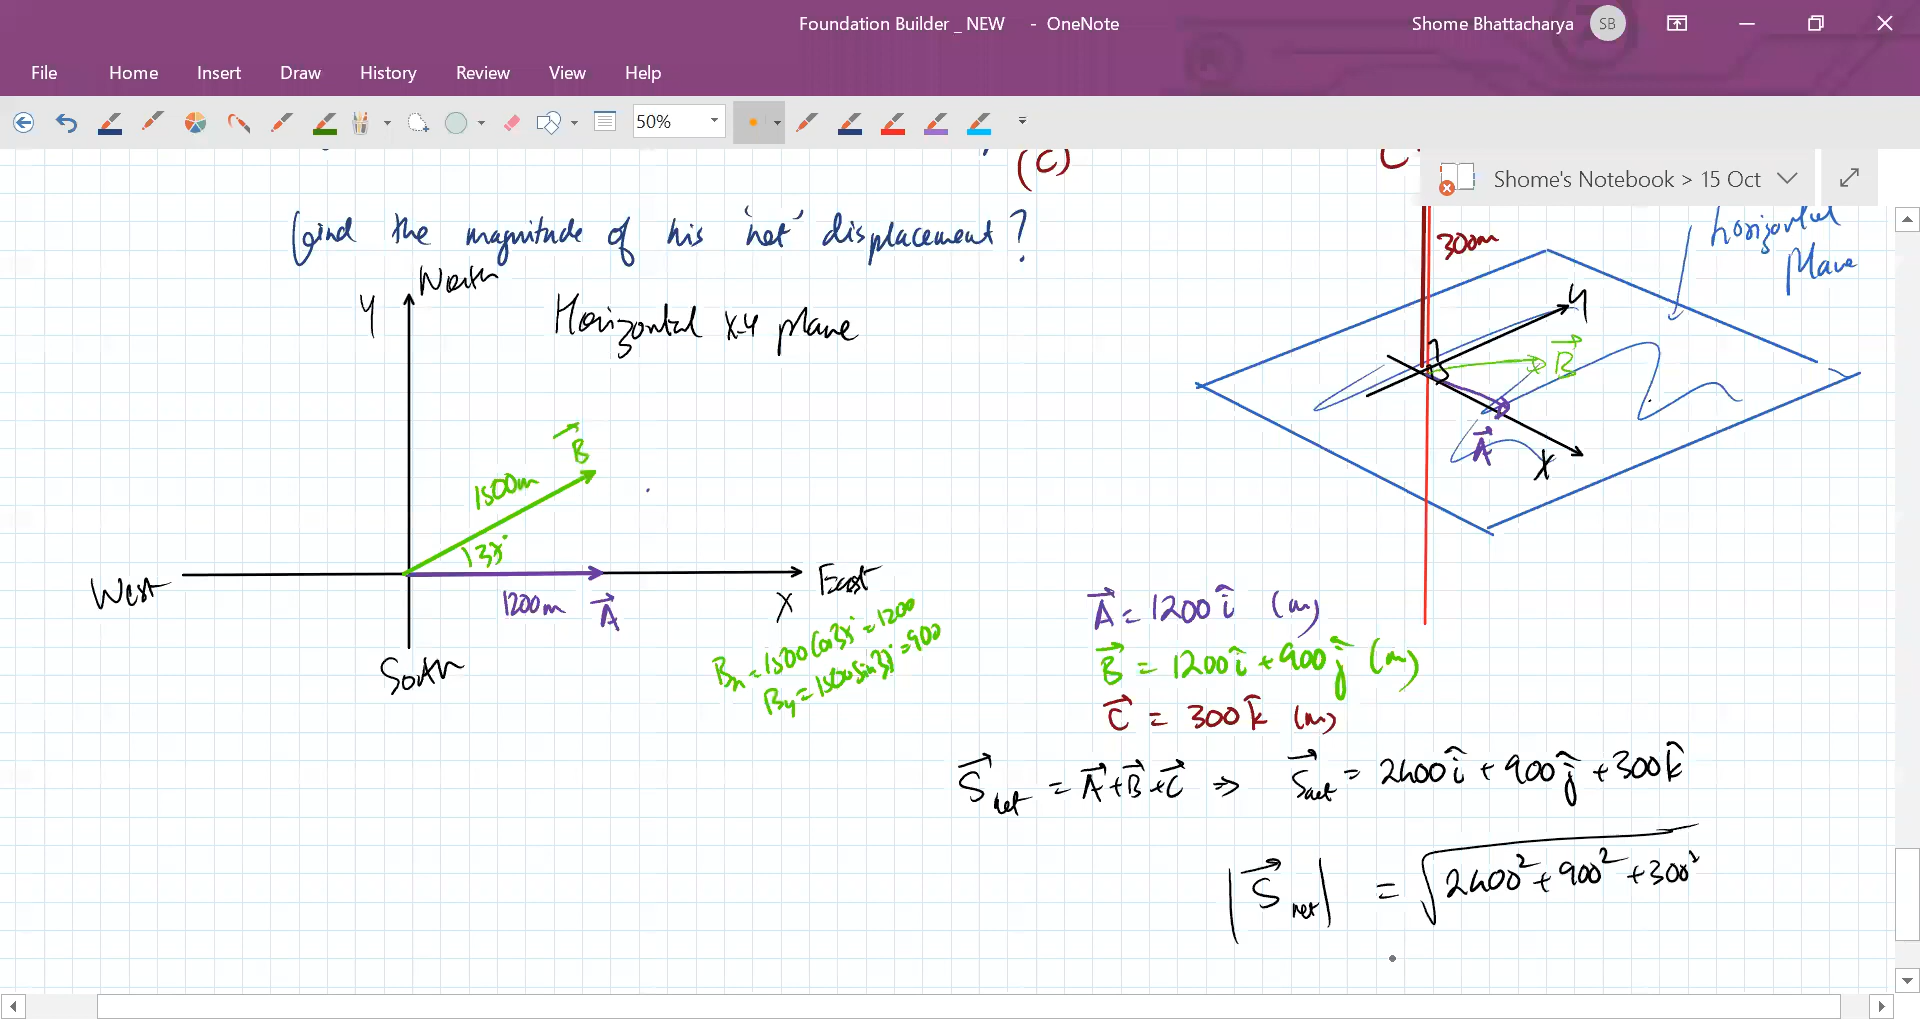 Foundation Builder _ NEW - OneNote
Shome Bhattacharya SB
File Home Insert Draw History Review View Help
50%
Shome's Notebook > 15 Oct
(C)
C
find the magnitude of his 'net' displacement?
North
Y
Horizontal X-Y plane
300m
horizontal
Plane
Y
B
A
X
B
1500m
37°
West
East
X
1200m A
South
Bx = 1500 Cos37° = 1200
By = 1500 Sin37° = 900
A = 1200 î (m)
B = 1200 î + 900 ĵ (m)
C = 300 k̂ (m)
S net = A + B + C ⇒ S net = 2400 î + 900 ĵ + 300 k̂
|S net| = √2400² + 900² + 300²